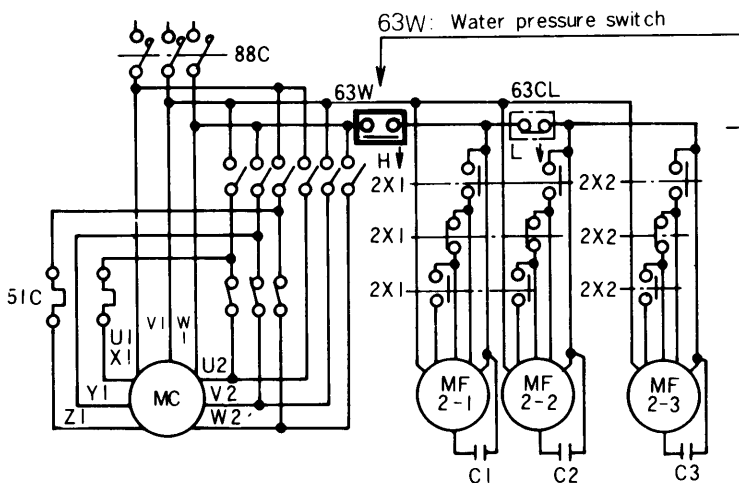 63W: Water pressure switch
88C
63W
63CL
H
L
2X1
2X2
2X1
2X2
2X1
2X2
51C
U1
X1
V1
W
1
U2
V2
W2
Y1
Z1
MC
MF
2-1
MF
2-2
MF
2-3
C1
C2
C3